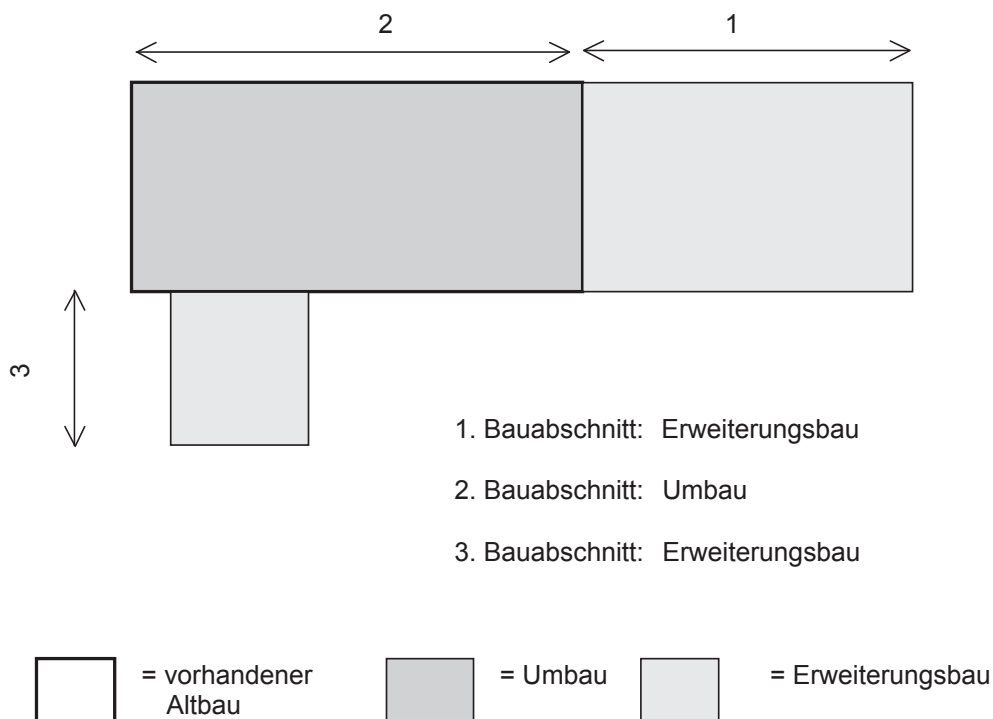 2
1
3
1. Bauabschnitt: Erweiterungsbau
2. Bauabschnitt: Umbau
3. Bauabschnitt: Erweiterungsbau
= vorhandener
Altbau
= Umbau
= Erweiterungsbau